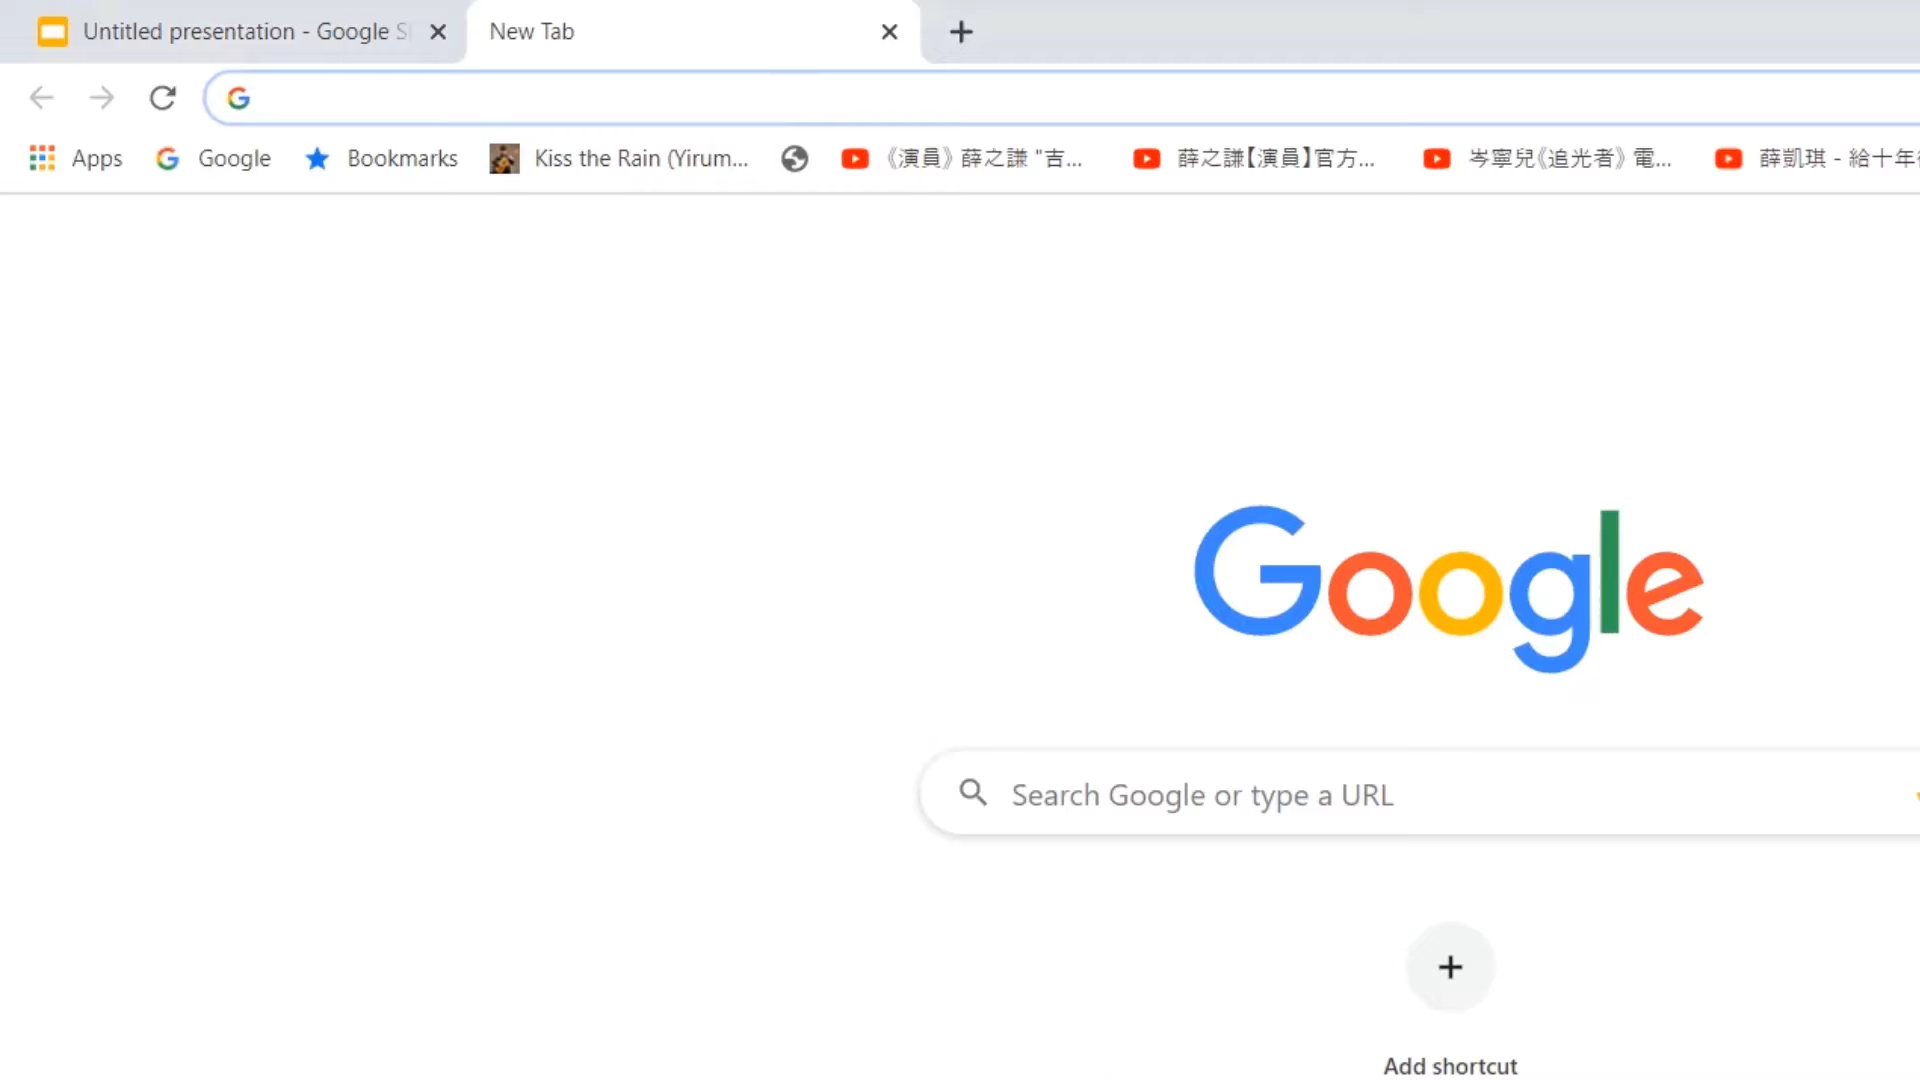 Untitled presentation - Google S
New Tab
Apps
Google
Bookmarks
Kiss the Rain (Yirum...
《演員》 薛之謙 "吉...
薛之謙【演員】官方...
岑寧兒《追光者》 電...
薛凱琪 - 給十年
Google
Search Google or type a URL
Add shortcut